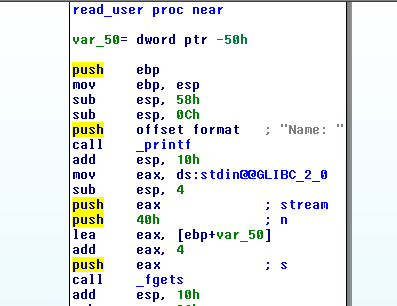 read_user proc near
var_50= dword ptr -50h
push ebp
mov ebp, esp
sub esp, 58h
sub esp, 0Ch
push offset format ; "Name: "
call _printf
add esp, 10h
mov eax, ds:stdin@@GLIBC_2_0
sub esp, 4
push eax ; stream
push 40h ; n
lea eax, [ebp+var_50]
add eax, 4
push eax ; s
call _fgets
add esp, 10h